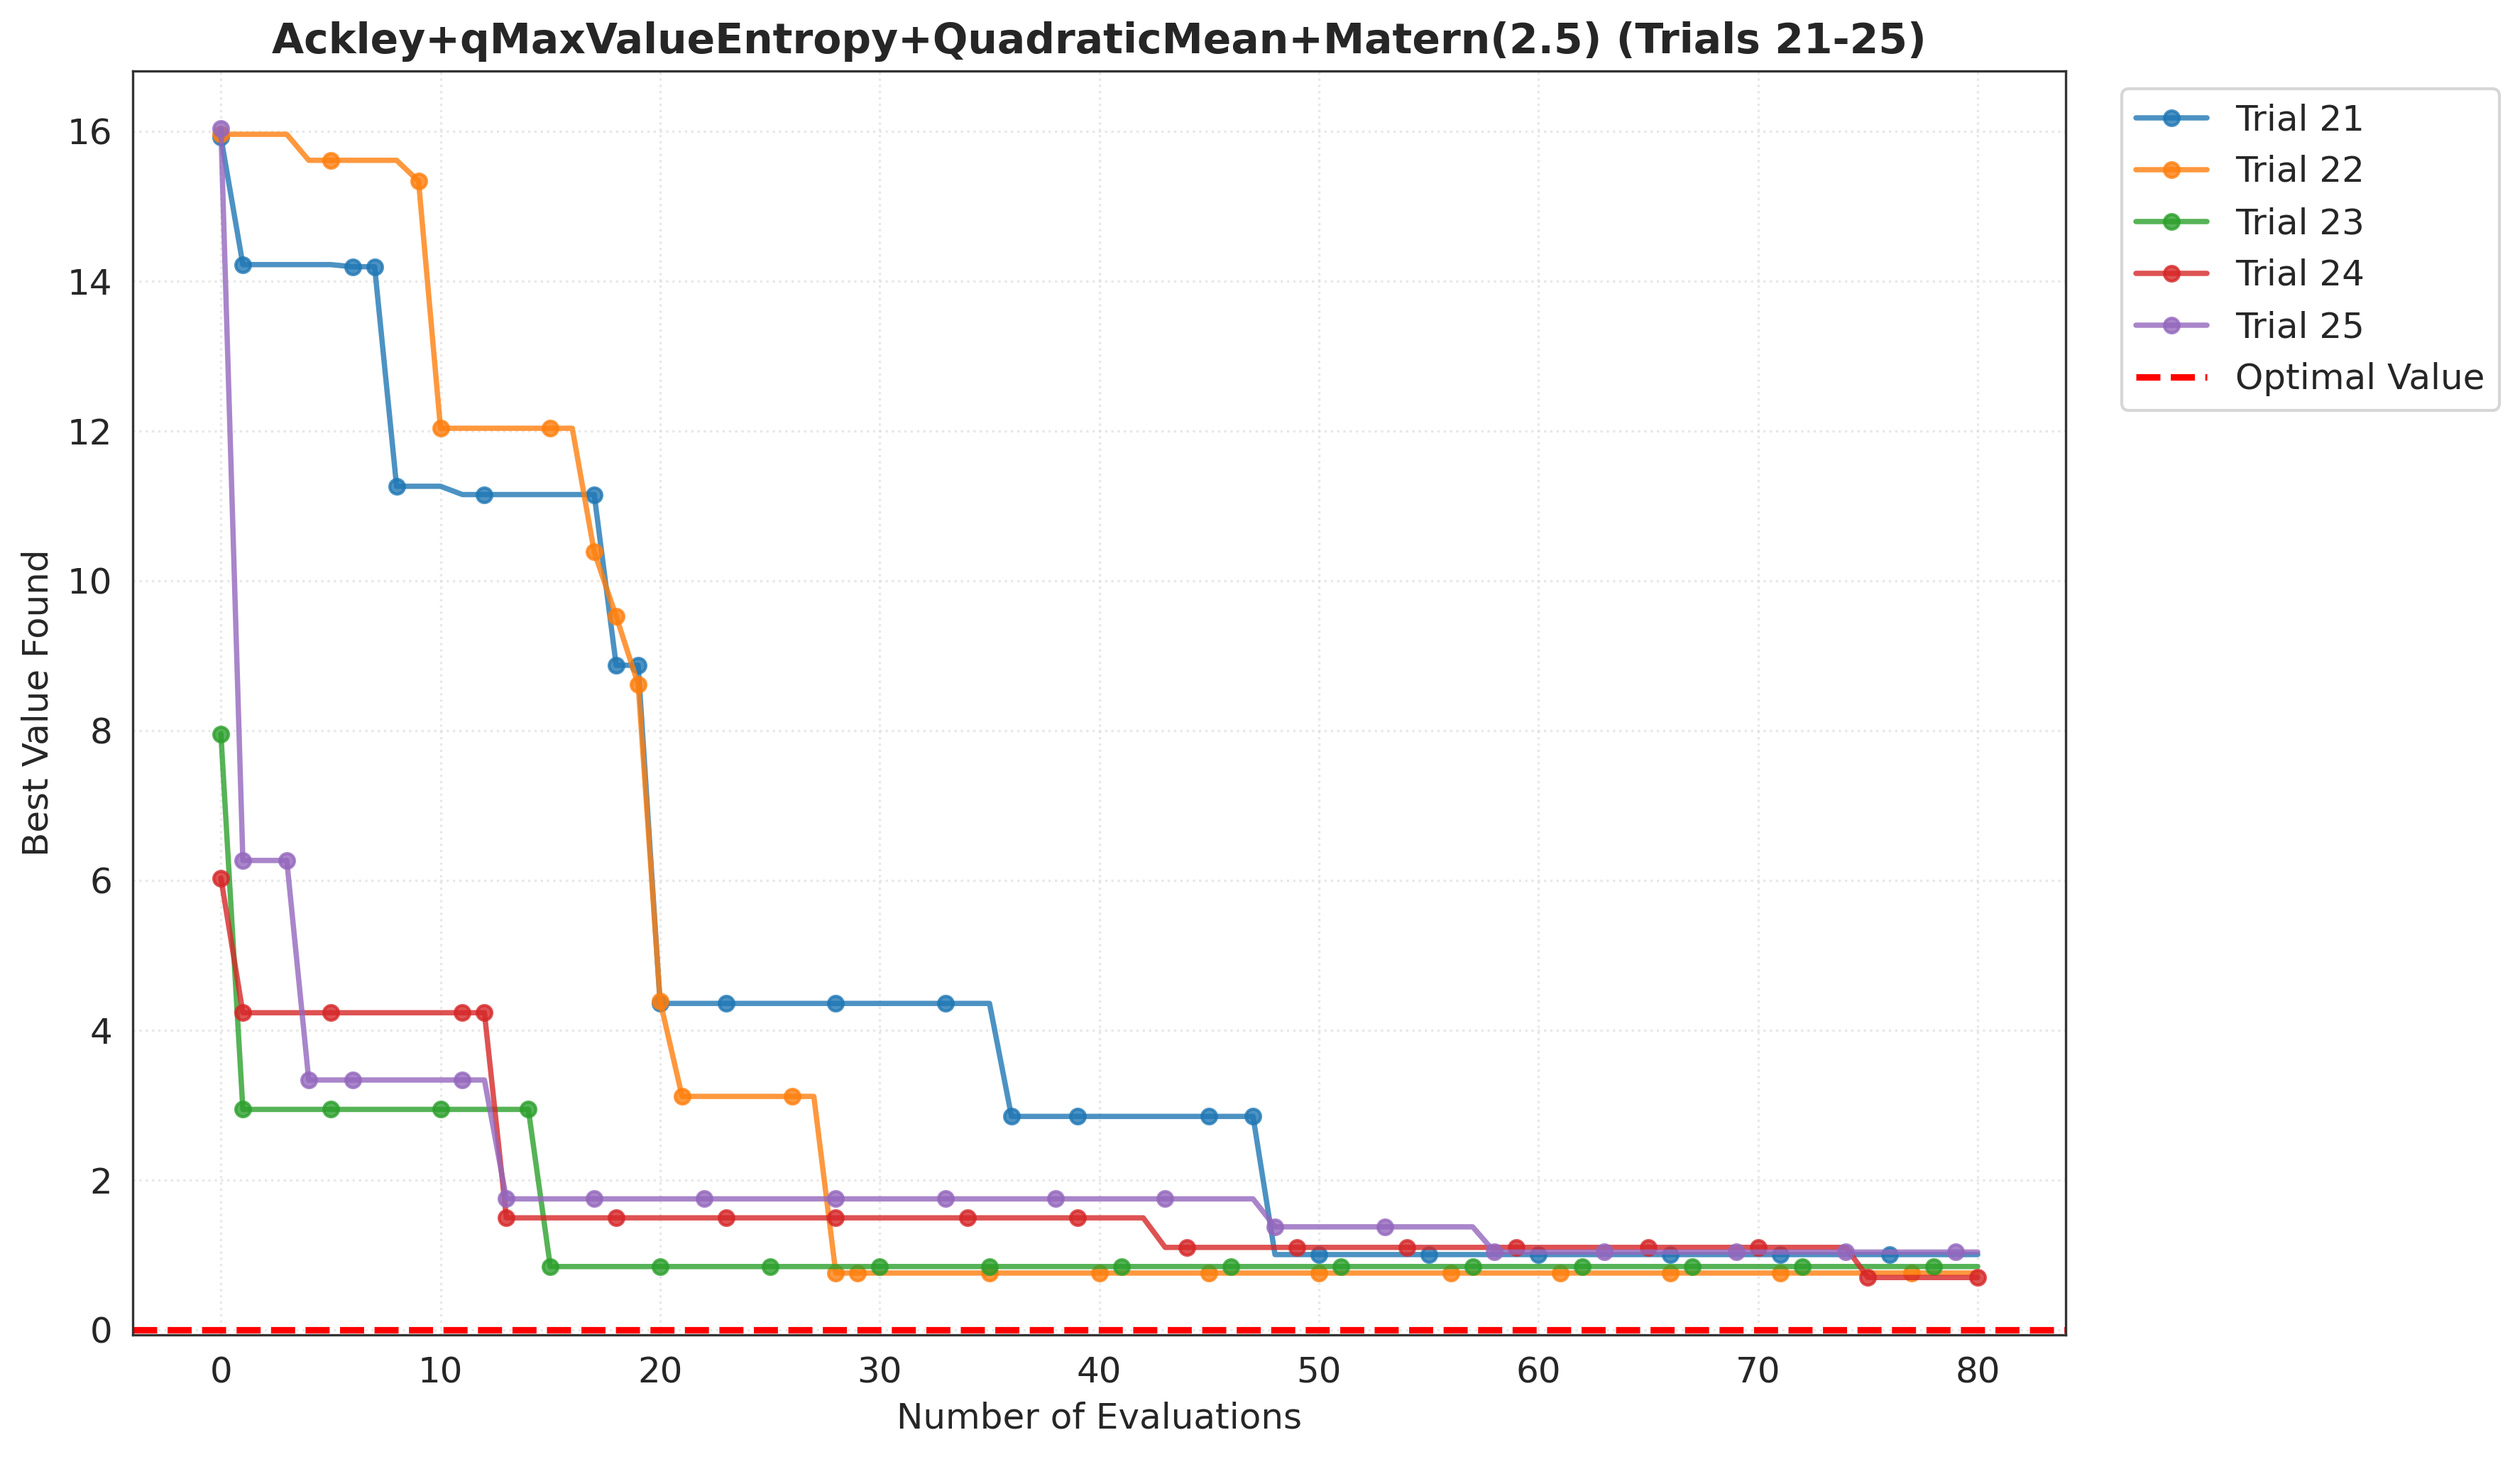 Ackley+qMaxValueEntropy+QuadraticMean+Matern(2.5) (Trials 21-25)
Best Value Found
16
14
12
10
8
6
4
2
0
0 10 20 30 40 50 60 70 80
Number of Evaluations
Trial 21
Trial 22
Trial 23
Trial 24
Trial 25
Optimal Value